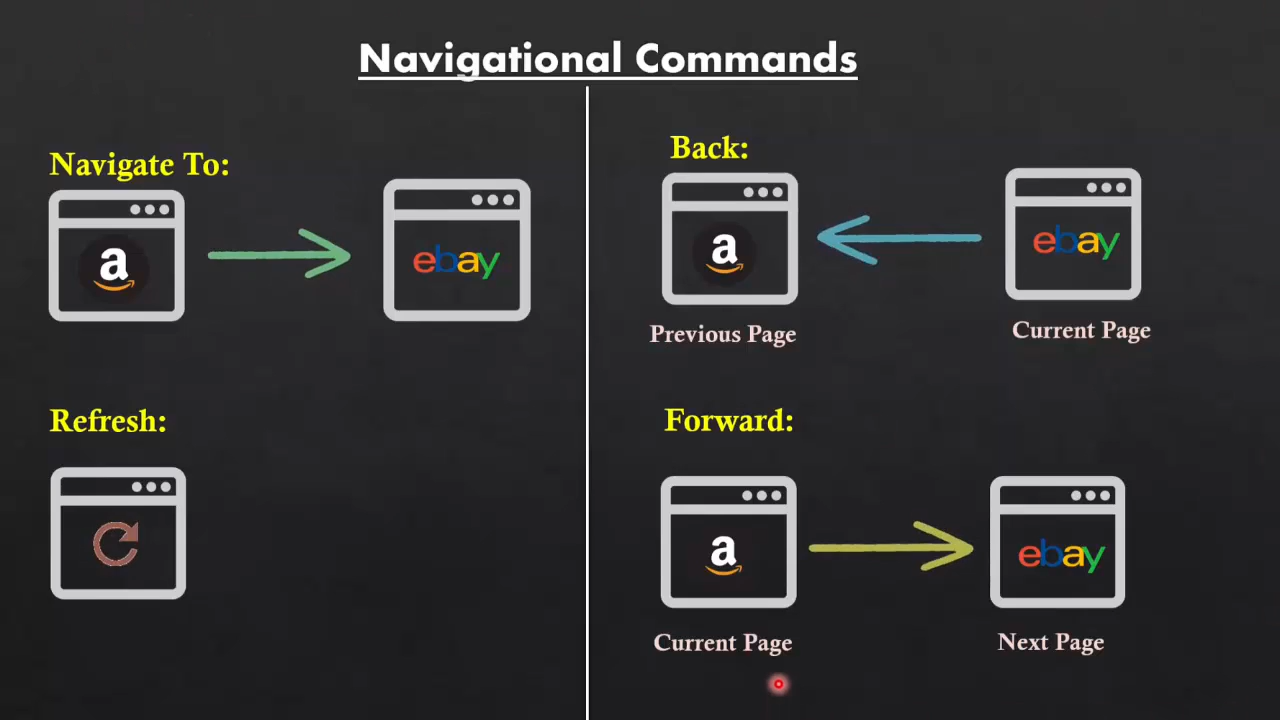 Navigational Commands
Navigate To:
a
ebay
Refresh:
Back:
a
ebay
Previous Page
Current Page
Forward:
a
ebay
Current Page
Next Page